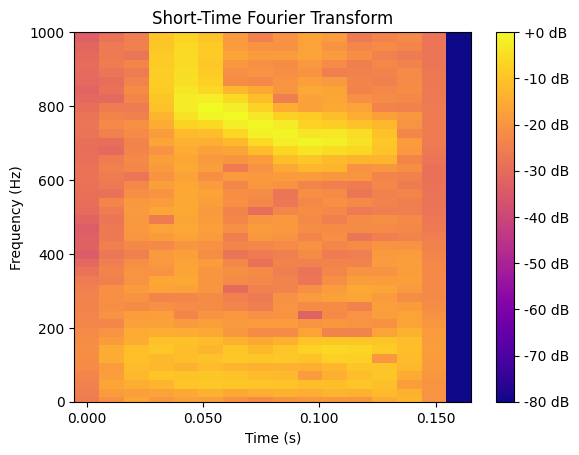 Short-Time Fourier Transform
1000
800
600
400
200
0
Frequency (Hz)
0.000
0.050
0.100
0.150
Time (s)
+0 dB
-10 dB
-20 dB
-30 dB
-40 dB
-50 dB
-60 dB
-70 dB
-80 dB